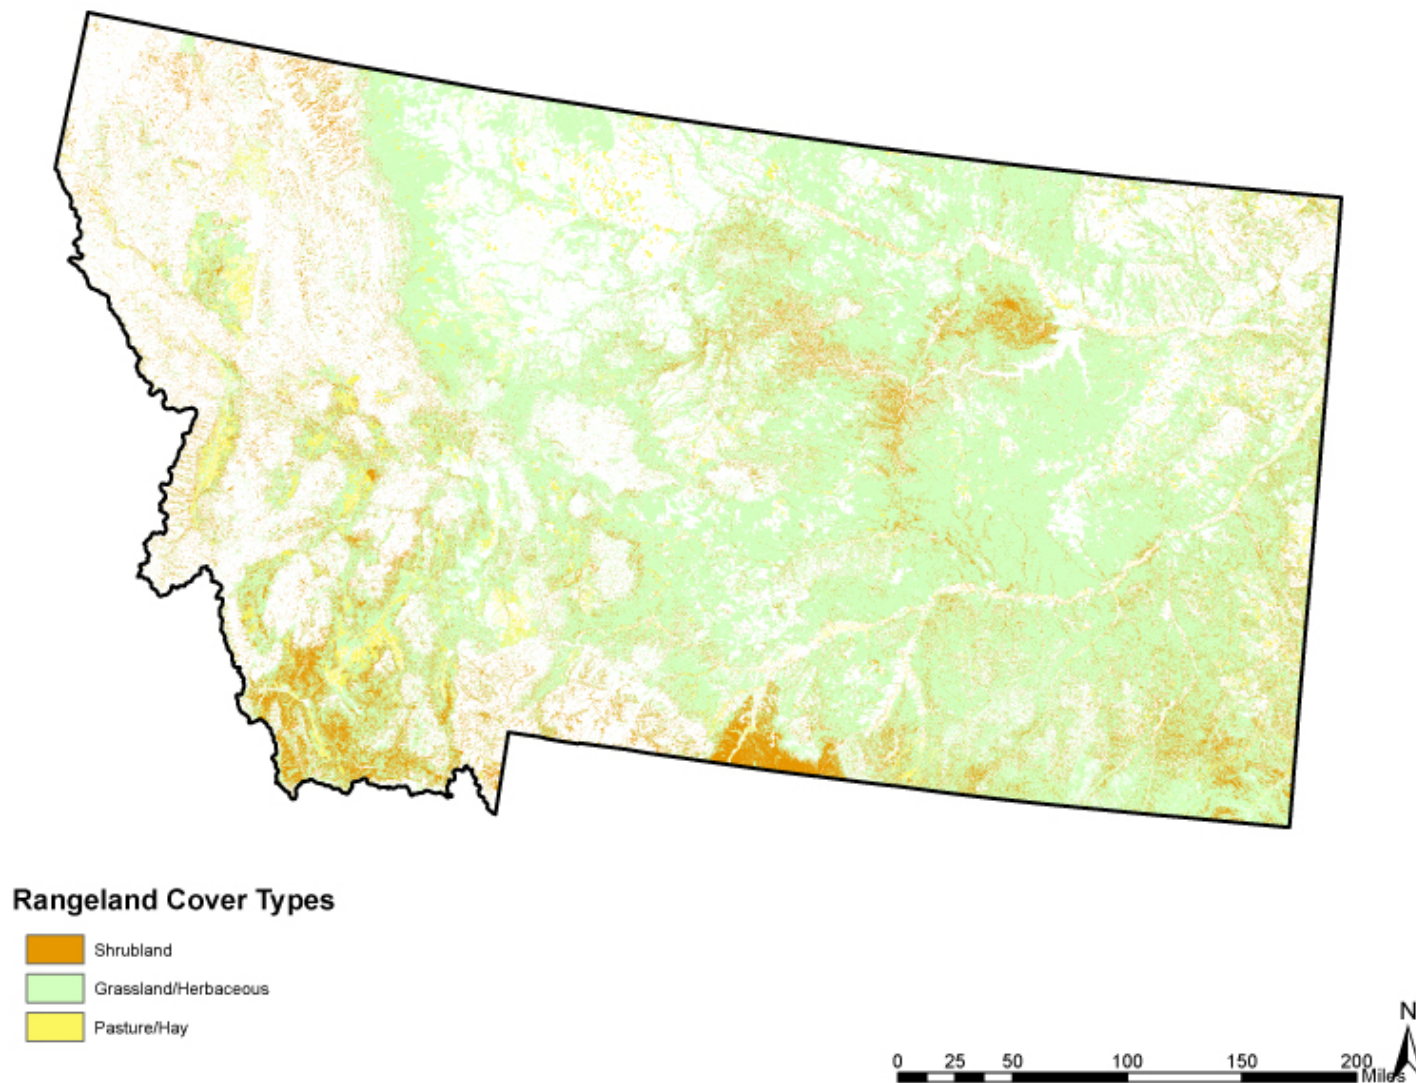 Rangeland Cover Types
Shrubland
Grassland/Herbaceous
Pasture/Hay
N
0 25 50 100 150 200
Miles